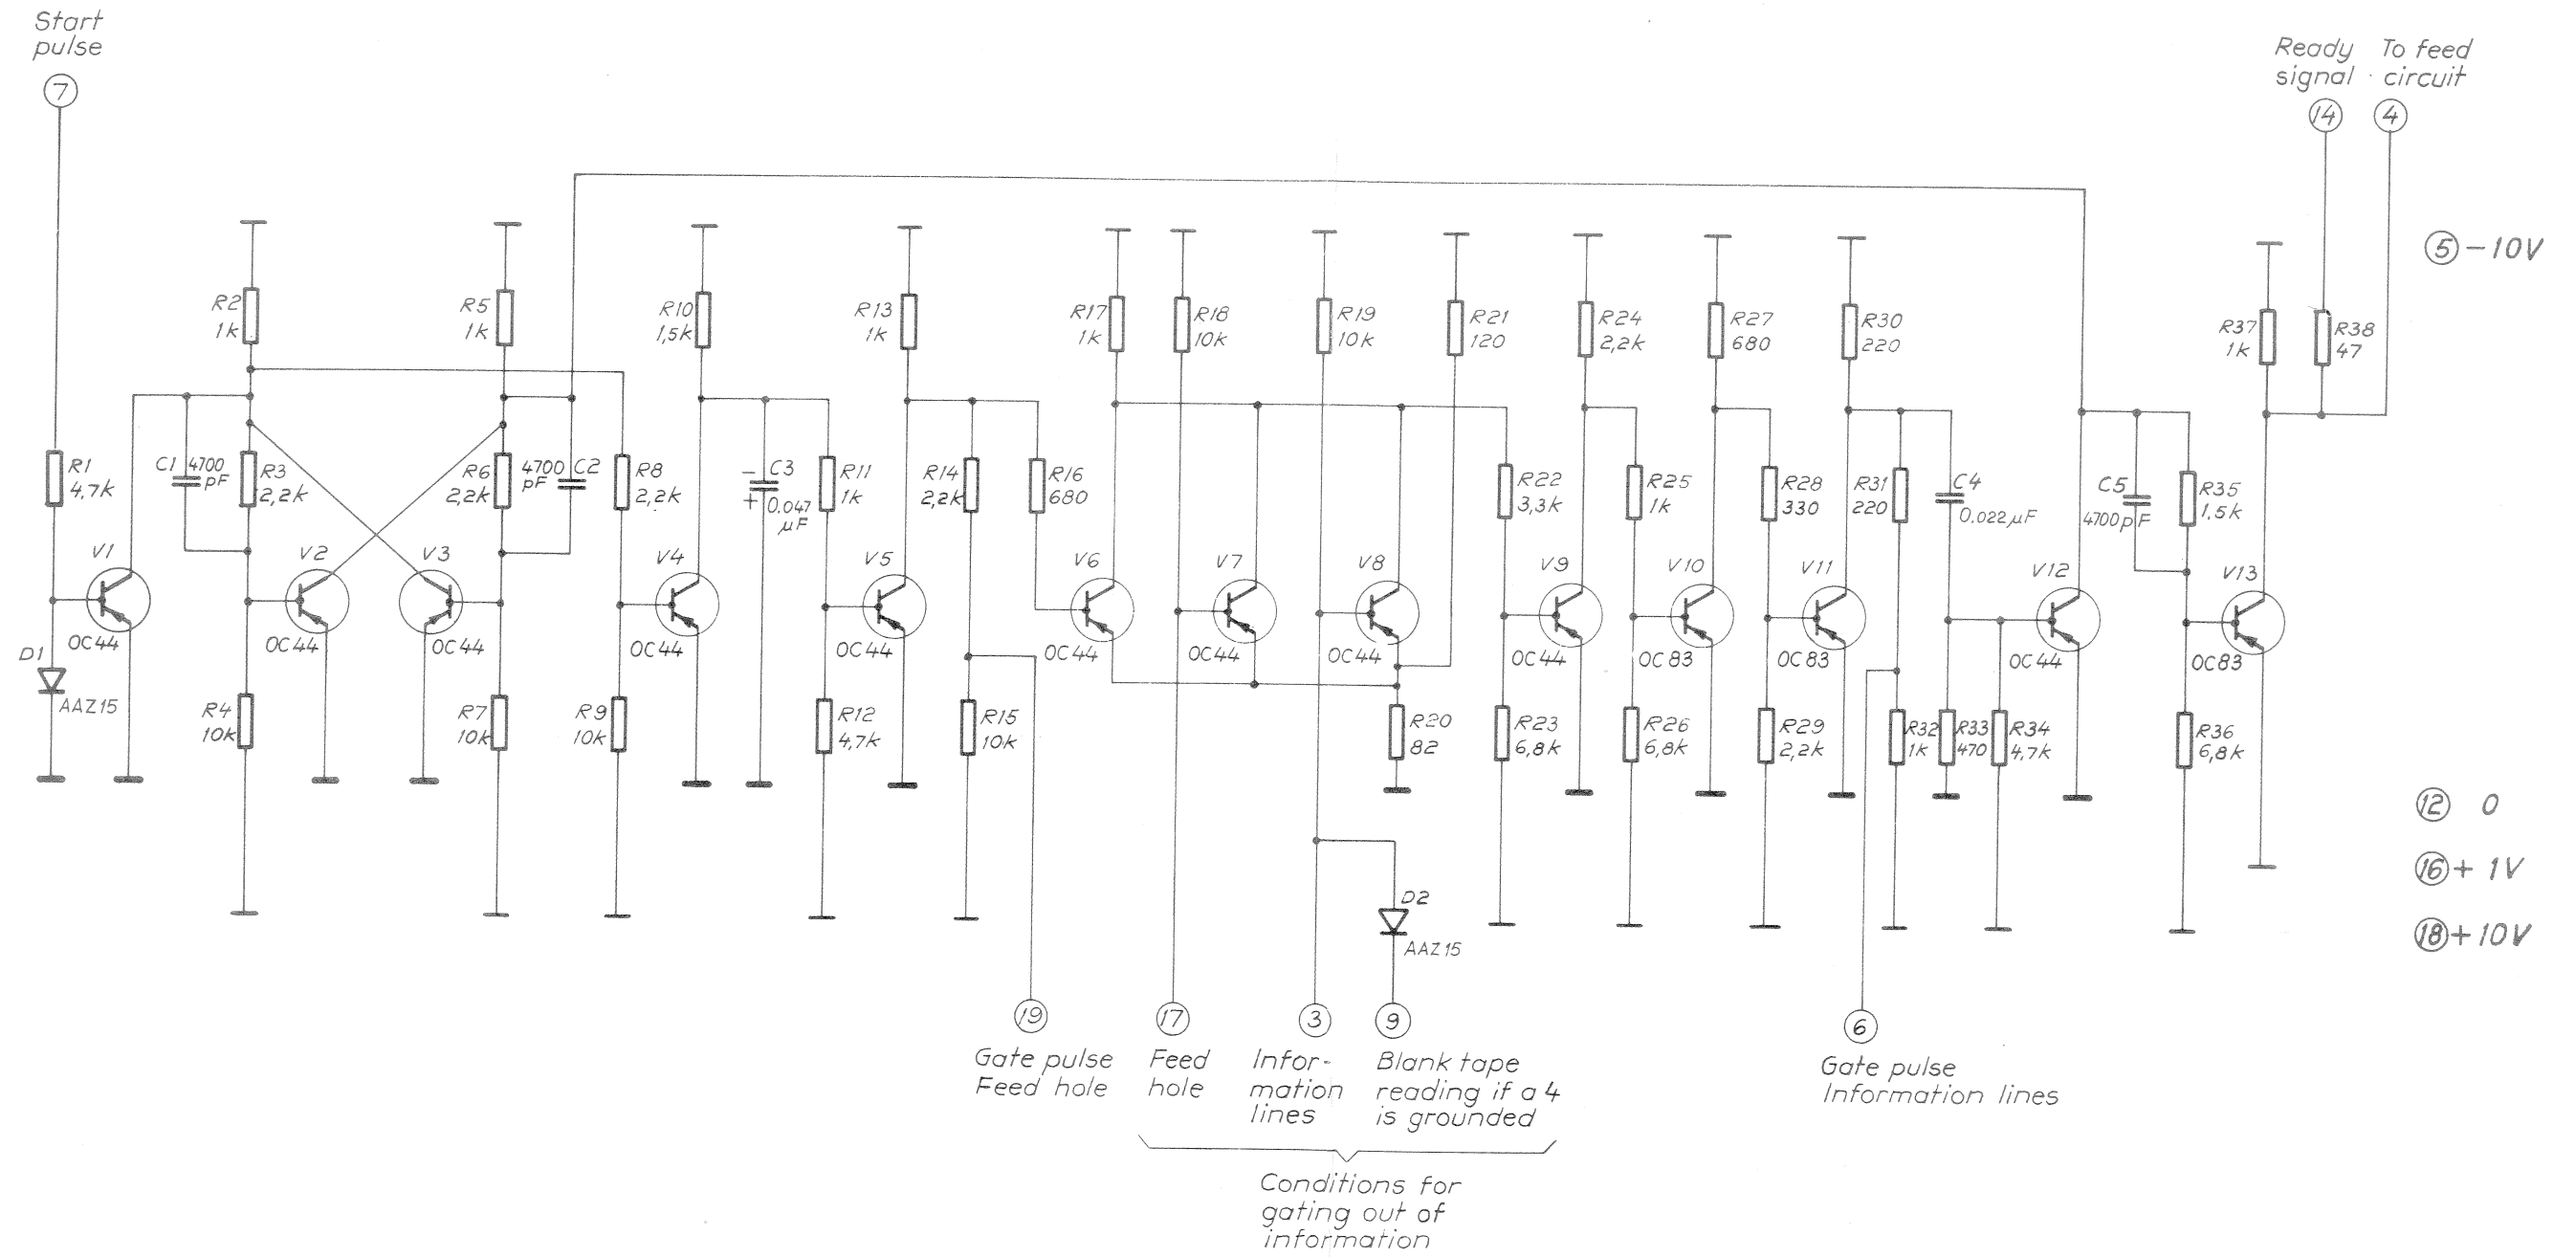 Start
pulse
7
Ready
signal
To feed
circuit
14
4
5 -10V
R2
1k
R5
1k
R10
1,5k
R13
1k
R17
1k
R18
10k
R19
10k
R21
120
R24
2,2k
R27
680
R30
220
R37
1k
R38
47
R1
4,7k
C1 4700
pF
R3
2,2k
R6
2,2k
4700 C2
pF
R8
2,2k
C3
- +
0.047
µF
R11
1k
R14
2,2k
R16
680
R22
3,3k
R25
1k
R28
330
R31
220
C4
0.022µF
C5
4700pF
R35
1,5k
V1
OC44
V2
OC44
V3
OC44
V4
OC44
V5
OC44
V6
OC44
V7
OC44
V8
OC44
V9
OC44
V10
OC83
V11
OC83
V12
OC44
V13
OC83
D1
AAZ15
R4
10k
R7
10k
R9
10k
R12
4,7k
R15
10k
R20
82
R23
6,8k
R26
6,8k
R29
2,2k
R32
1k
R33
470
R34
4,7k
R36
6,8k
12 0
16 + 1V
18 +10V
D2
AAZ15
19
Gate pulse
Feed hole
17
Feed
hole
3
Infor-
mation
lines
9
Blank tape
reading if a 4
is grounded
6
Gate pulse
Information lines
Conditions for
gating out of
information